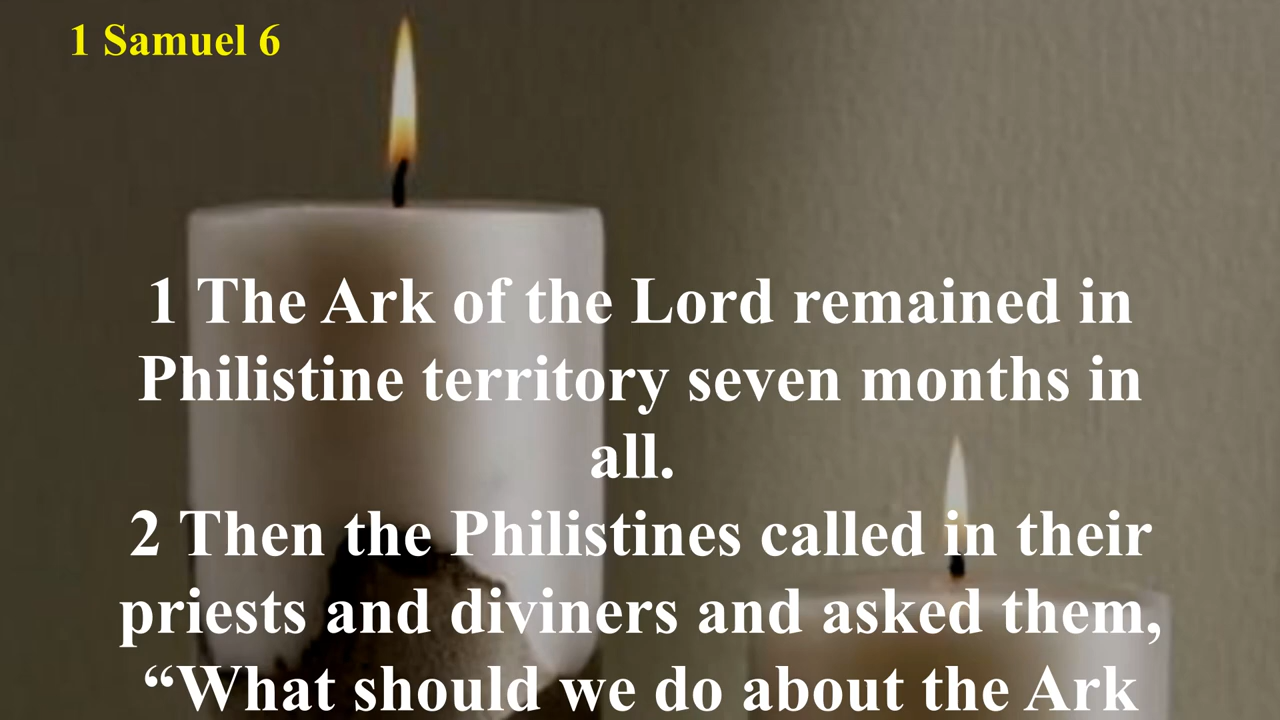 1 Samuel 6
1 The Ark of the Lord remained in
Philistine territory seven months in
all.
2 Then the Philistines called in their
priests and diviners and asked them,
“What should we do about the Ark